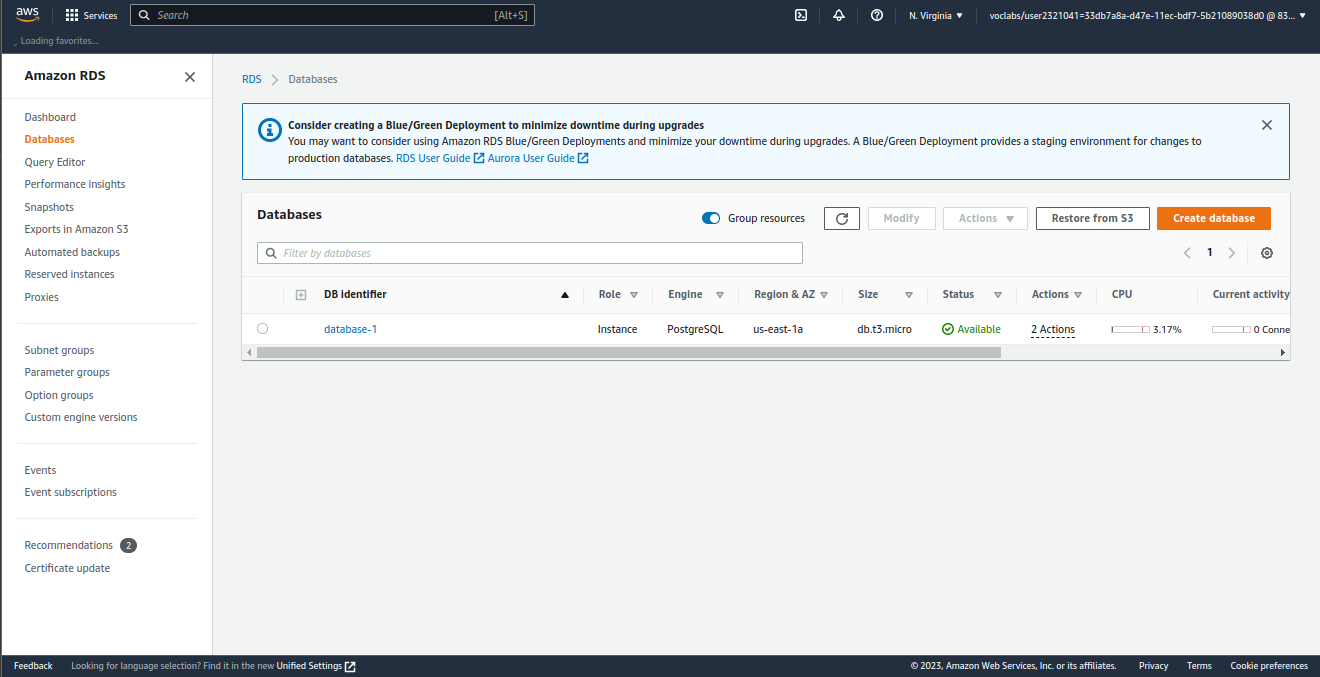 aws
Services
Search
[Alt+S]
N. Virginia
voclabs/user2321041=33db7a8a-d47e-11ec-bdf7-5b21089038d0 @ 83...
Loading favorites...
Amazon RDS
Dashboard
Databases
Query Editor
Performance insights
Snapshots
Exports in Amazon S3
Automated backups
Reserved instances
Proxies
Subnet groups
Parameter groups
Option groups
Custom engine versions
Events
Event subscriptions
Recommendations 2
Certificate update
RDS Databases
Consider creating a Blue/Green Deployment to minimize downtime during upgrades
You may want to consider using Amazon RDS Blue/Green Deployments and minimize your downtime during upgrades. A Blue/Green Deployment provides a staging environment for changes to
production databases. RDS User Guide Aurora User Guide
Databases
Group resources
Modify
Actions
Restore from S3
Create database
Filter by databases
1
DB identifier Role Engine Region & AZ Size Status Actions CPU Current activity
database-1 Instance PostgreSQL us-east-1a db.t3.micro Available 2 Actions 3.17% 0 Conne
Feedback Looking for language selection? Find it in the new Unified Settings © 2023, Amazon Web Services, Inc. or its affiliates. Privacy Terms Cookie preferences